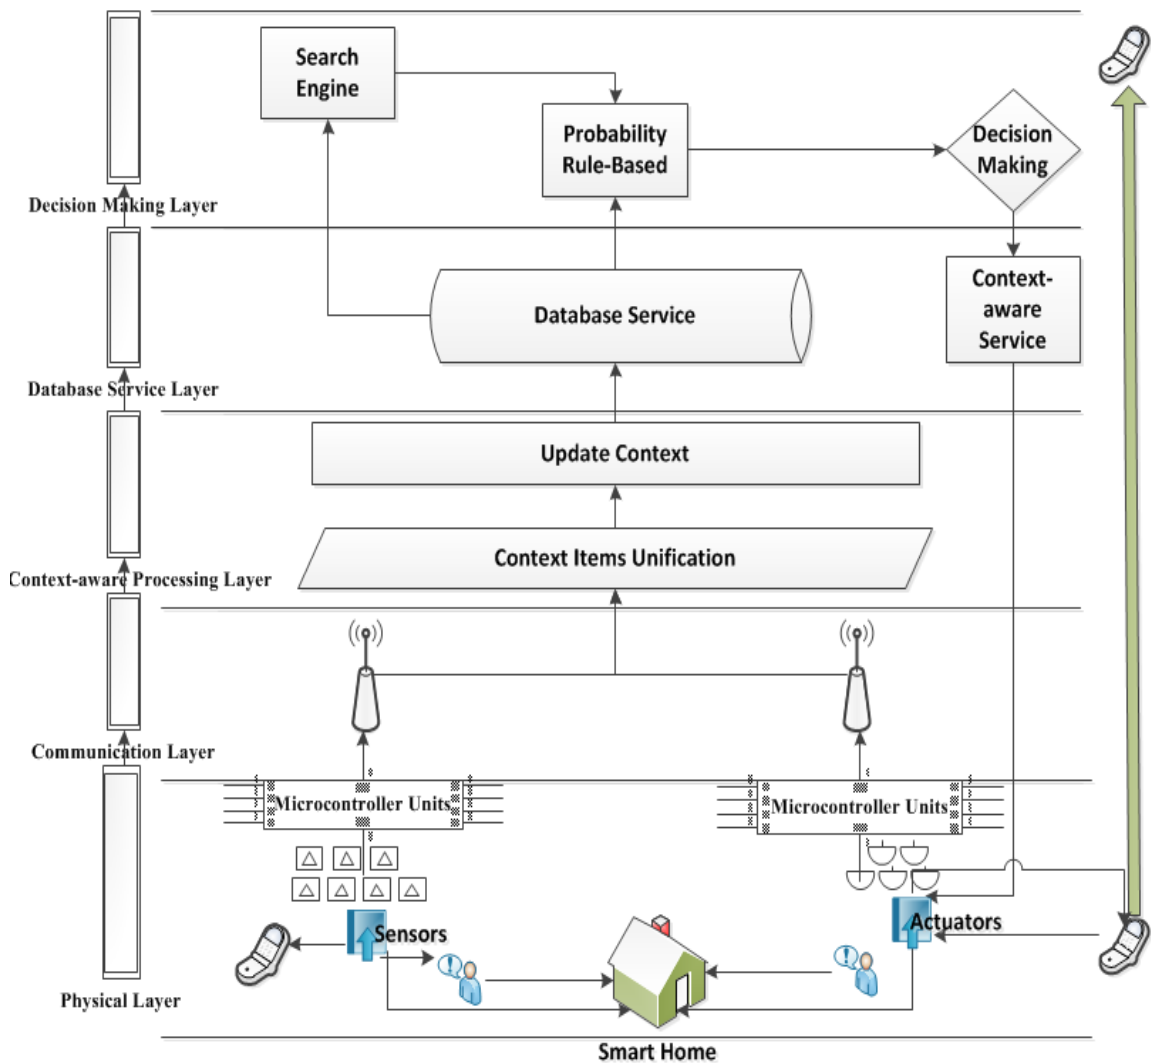 Search
Engine
Probability
Rule-Based
Decision
Making
Decision Making Layer
Context-
aware
Service
Database Service
Database Service Layer
Update Context
Context Items Unification
Context-aware Processing Layer
Communication Layer
Microcontroller Units
Microcontroller Units
Sensors
Actuators
Physical Layer
Smart Home